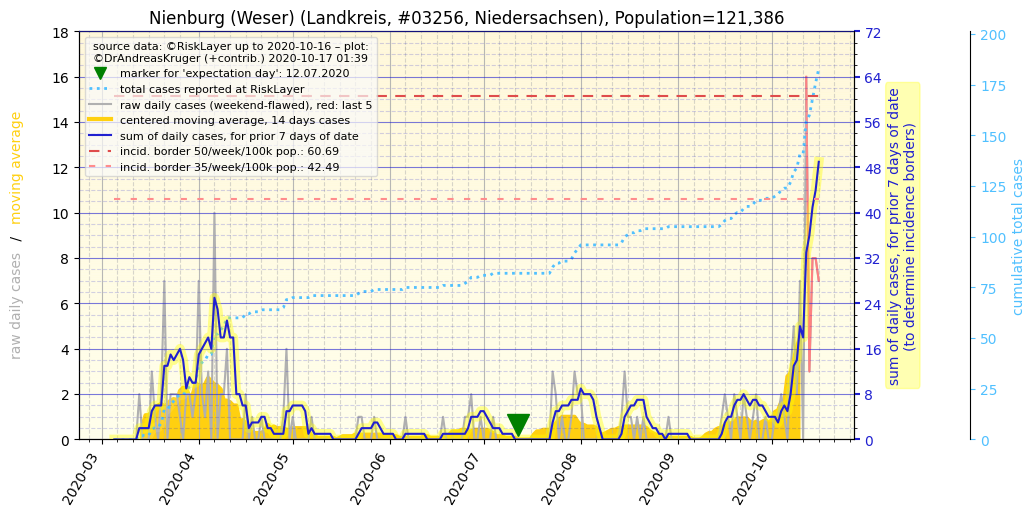 Nienburg (Weser) (Landkreis, #03256, Niedersachsen), Population=121,386
source data: ©RiskLayer up to 2020-10-16 – plot:
©DrAndreasKruger (+contrib.) 2020-10-17 01:39
marker for 'expectation day': 12.07.2020
total cases reported at RiskLayer
raw daily cases (weekend-flawed), red: last 5
centered moving average, 14 days cases
sum of daily cases, for prior 7 days of date
incid. border 50/week/100k pop.: 60.69
incid. border 35/week/100k pop.: 42.49
raw daily cases / moving average
18
16
14
12
10
8
6
4
2
0
2020-03
2020-04
2020-05
2020-06
2020-07
2020-08
2020-09
2020-10
72
64
56
48
40
32
24
16
8
0
sum of daily cases, for prior 7 days of date
(to determine incidence borders)
200
175
150
125
100
75
50
25
0
cumulative total cases